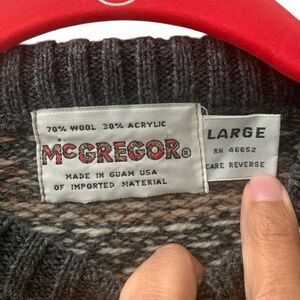 70% WOOL 30% ACRYLIC
McGREGOR®
MADE IN GUAM USA
OF IMPORTED MATERIAL
LARGE
RN 46652
CARE REVERSE